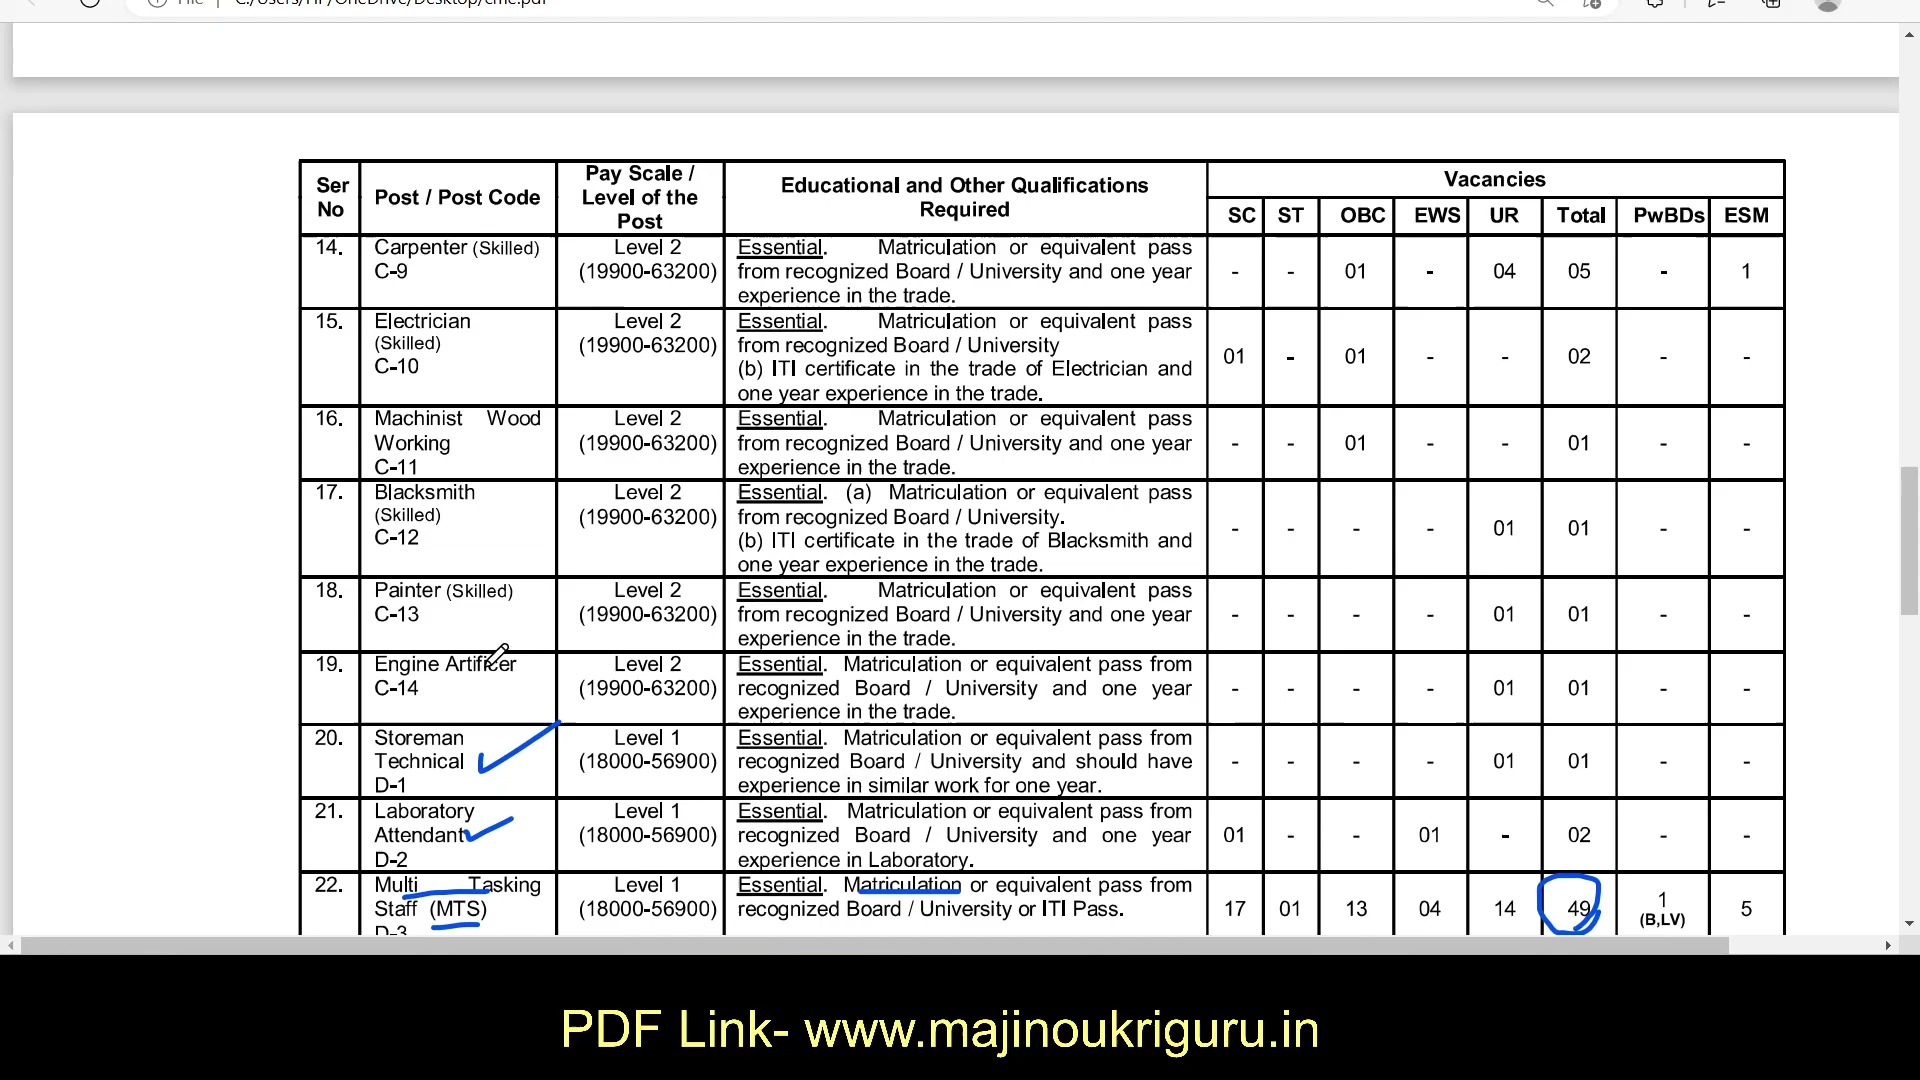 File
C:/Users/HP/OneDrive/Desktop/cme.pdf
Ser No Post / Post Code Pay Scale / Level of the Post Educational and Other Qualifications Required Vacancies
SC ST OBC EWS UR Total PwBDs ESM
14. Carpenter (Skilled) Level 2 Essential. Matriculation or equivalent pass
C-9 (19900-63200) from recognized Board / University and one year - - 01 - 04 05 - 1
experience in the trade.
15. Electrician Level 2 Essential. Matriculation or equivalent pass
(Skilled) (19900-63200) from recognized Board / University
C-10 (b) ITI certificate in the trade of Electrician and 01 - 01 - - 02 - -
one year experience in the trade.
16. Machinist Wood Level 2 Essential. Matriculation or equivalent pass
Working (19900-63200) from recognized Board / University and one year - - 01 - - 01 - -
C-11 experience in the trade.
17. Blacksmith Level 2 Essential. (a) Matriculation or equivalent pass
(Skilled) (19900-63200) from recognized Board / University.
C-12 (b) ITI certificate in the trade of Blacksmith and - - - - 01 01 - -
one year experience in the trade.
18. Painter (Skilled) Level 2 Essential. Matriculation or equivalent pass
C-13 (19900-63200) from recognized Board / University and one year - - - - 01 01 - -
experience in the trade.
19. Engine Artificer Level 2 Essential. Matriculation or equivalent pass from
C-14 (19900-63200) recognized Board / University and one year - - - - 01 01 - -
experience in the trade.
20. Storeman Level 1 Essential. Matriculation or equivalent pass from
Technical (18000-56900) recognized Board / University and should have - - - - 01 01 - -
D-1 experience in similar work for one year.
21. Laboratory Level 1 Essential. Matriculation or equivalent pass from
Attendant (18000-56900) recognized Board / University and one year 01 - - 01 - 02 - -
D-2 experience in Laboratory.
22. Multi Tasking Level 1 Essential. Matriculation or equivalent pass from
Staff (MTS) (18000-56900) recognized Board / University or ITI Pass. 17 01 13 04 14 49 1 (B,LV) 5
D-3
PDF Link- www.majinoukriguru.in